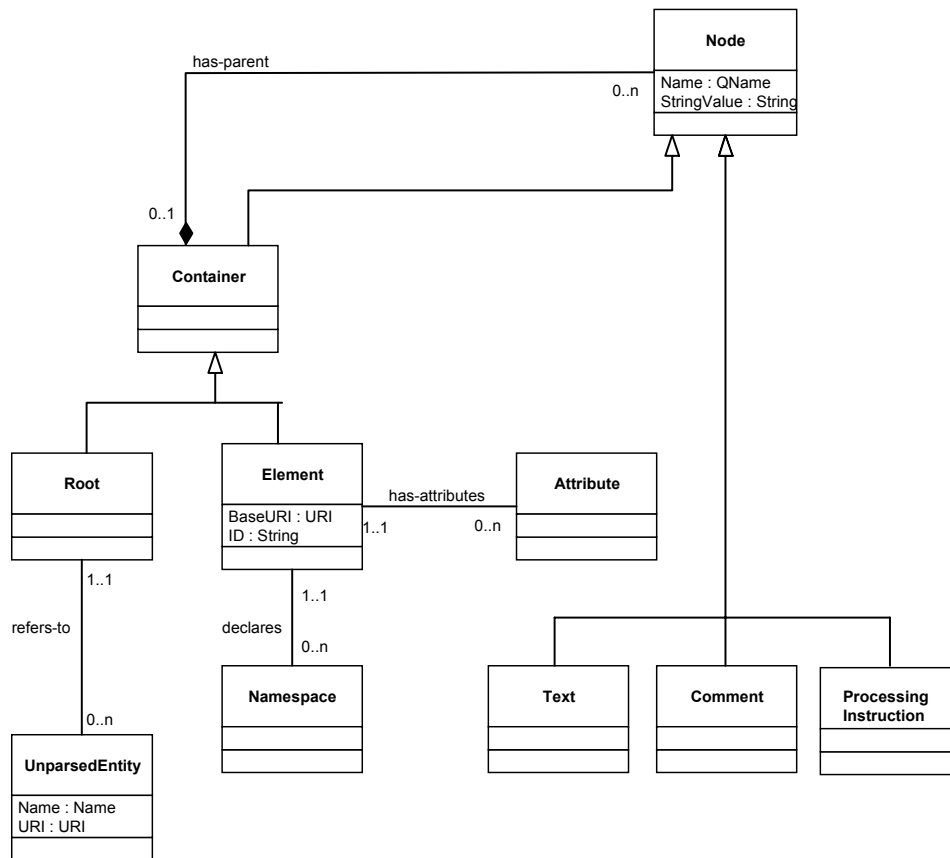 Node
has-parent
Name : QName
StringValue : String
0..n
0..1
Container
Root
Element
Attribute
has-attributes
BaseURI : URI
ID : String
1..1
0..n
1..1
refers-to
1..1
declares
0..n
Namespace
Text
Comment
Processing
Instruction
0..n
UnparsedEntity
Name : Name
URI : URI